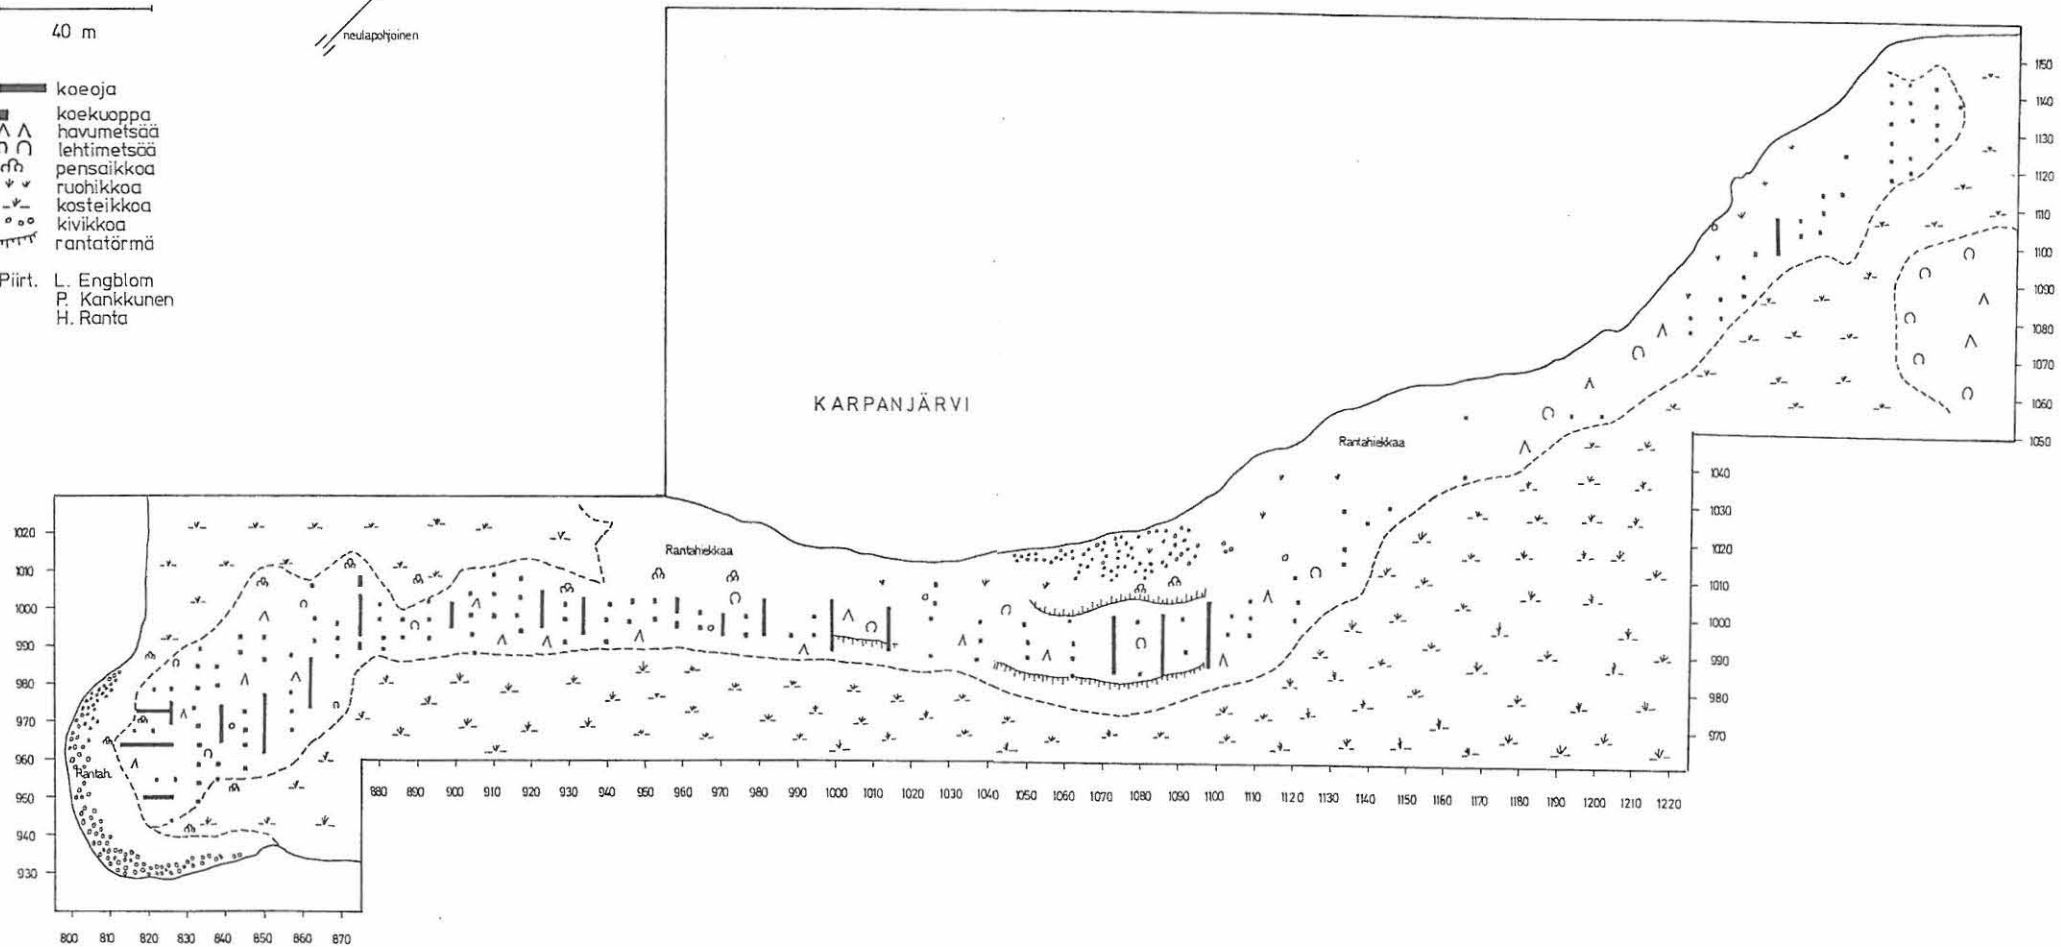 40 m
neulapohjoinen
koeoja
koekuoppa
havumetsää
lehtimetsää
pensaikkoa
ruohikkoa
kosteikkoa
kivikkoa
rantatörmä
Piirt. L. Engblom
P. Kankkunen
H. Ranta
KARPANJÄRVI
Rantahiekkaa
Rantahiekkaa
Rantah.
1150
1140
1130
1120
1110
1100
1090
1080
1070
1060
1050
1040
1030
1020
1010
1000
990
980
970
1020
1010
1000
990
980
970
960
950
940
930
880 890 900 910 920 930 940 950 960 970 980 990 1000 1010 1020 1030 1040 1050 1060 1070 1080 1090 1100 1110 1120 1130 1140 1150 1160 1170 1180 1190 1200 1210 1220
800 810 820 830 840 850 860 870